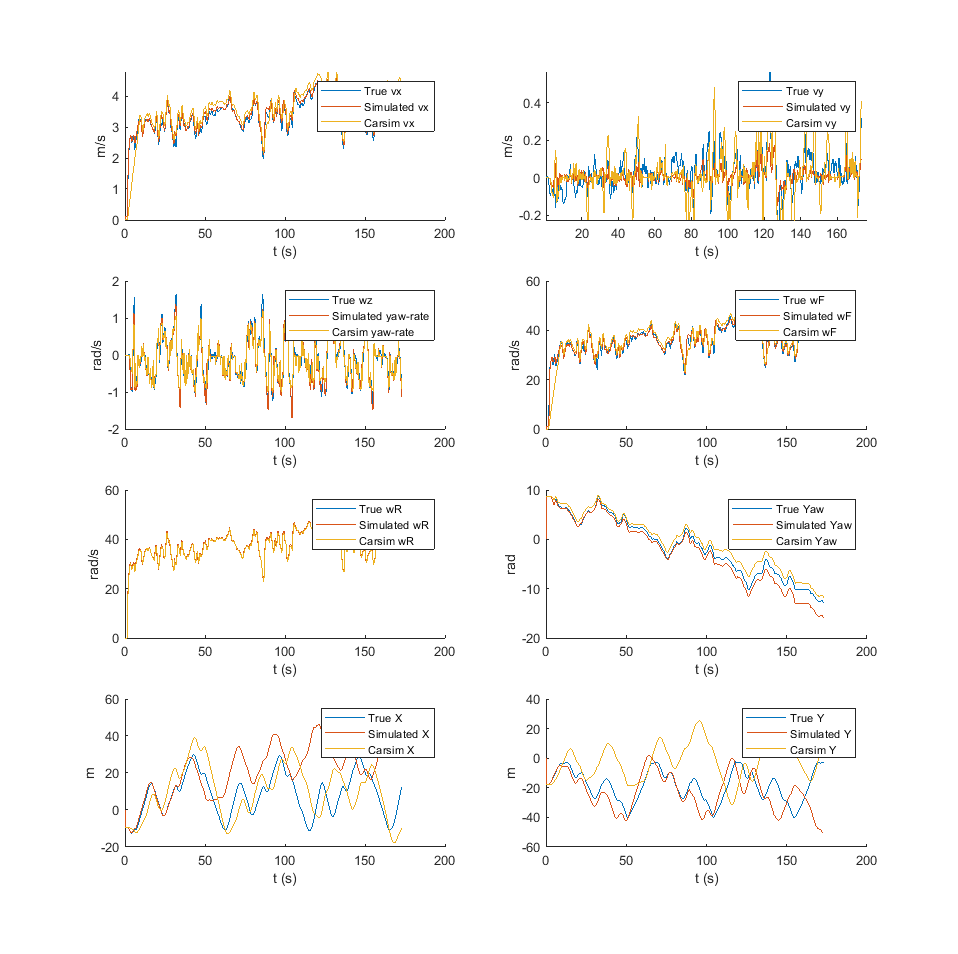 4
3
2
1
0
m/s
0 50 100 150 200
t (s)
True vx
Simulated vx
Carsim vx
0.4
0.2
0
-0.2
m/s
20 40 60 80 100 120 140 160
t (s)
True vy
Simulated vy
Carsim vy
2
1
0
-1
-2
rad/s
0 50 100 150 200
t (s)
True wz
Simulated yaw-rate
Carsim yaw-rate
60
40
20
0
rad/s
0 50 100 150 200
t (s)
True wF
Simulated wF
Carsim wF
60
40
20
0
rad/s
0 50 100 150 200
t (s)
True wR
Simulated wR
Carsim wR
10
0
-10
-20
rad
0 50 100 150 200
t (s)
True Yaw
Simulated Yaw
Carsim Yaw
60
40
20
0
-20
m
0 50 100 150 200
t (s)
True X
Simulated X
Carsim X
40
20
0
-20
-40
-60
m
0 50 100 150 200
t (s)
True Y
Simulated Y
Carsim Y